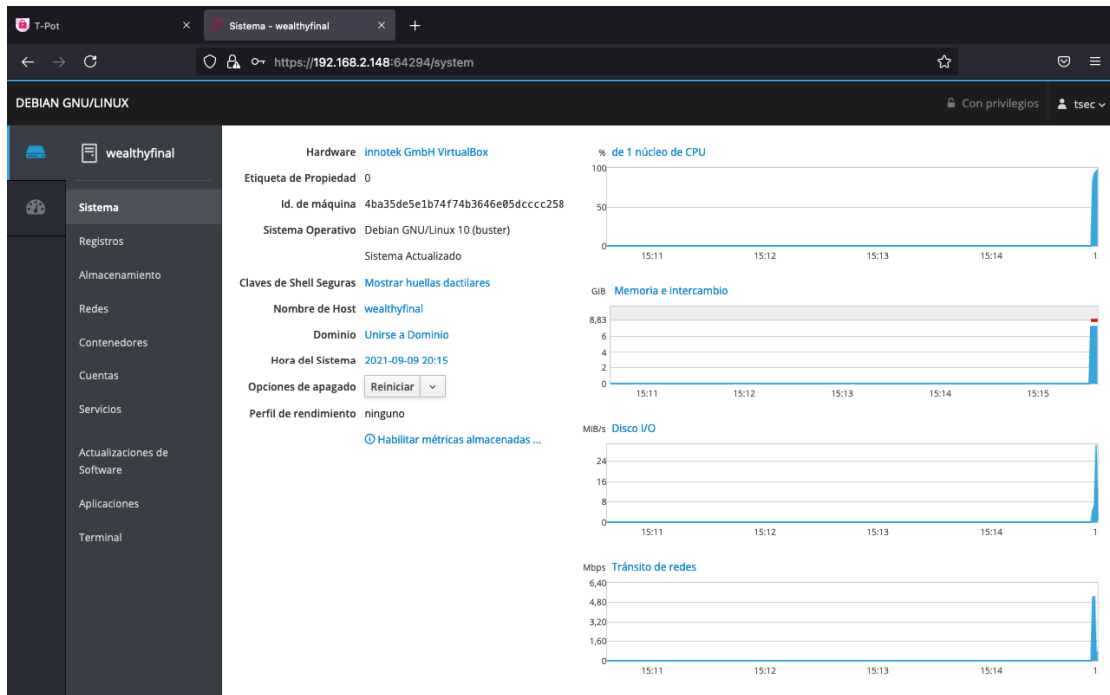 T-Pot
Sistema - wealthyfinal
https://192.168.2.148:64294/system
DEBIAN GNU/LINUX
Con privilegios
tsec
wealthyfinal
Sistema
Registros
Almacenamiento
Redes
Contenedores
Cuentas
Servicios
Actualizaciones de
Software
Aplicaciones
Terminal
Hardware innotek GmbH VirtualBox
Etiqueta de Propiedad 0
Id. de máquina 4ba35de5e1b74f74b3646e05dcccc258
Sistema Operativo Debian GNU/Linux 10 (buster)
Sistema Actualizado
Claves de Shell Seguras Mostrar huellas dactilares
Nombre de Host wealthyfinal
Dominio Unirse a Dominio
Hora del Sistema 2021-09-09 20:15
Opciones de apagado Reiniciar
Perfil de rendimiento ninguno
Habilitar métricas almacenadas ...
% de 1 núcleo de CPU
100
50
0
15:11 15:12 15:13 15:14 1
GiB Memoria e intercambio
8,83
6
4
2
0
15:11 15:12 15:13 15:14 15:15
MiB/s Disco I/O
24
16
8
0
15:11 15:12 15:13 15:14 1
Mbps Tránsito de redes
6,40
4,80
3,20
1,60
0
15:11 15:12 15:13 15:14 1